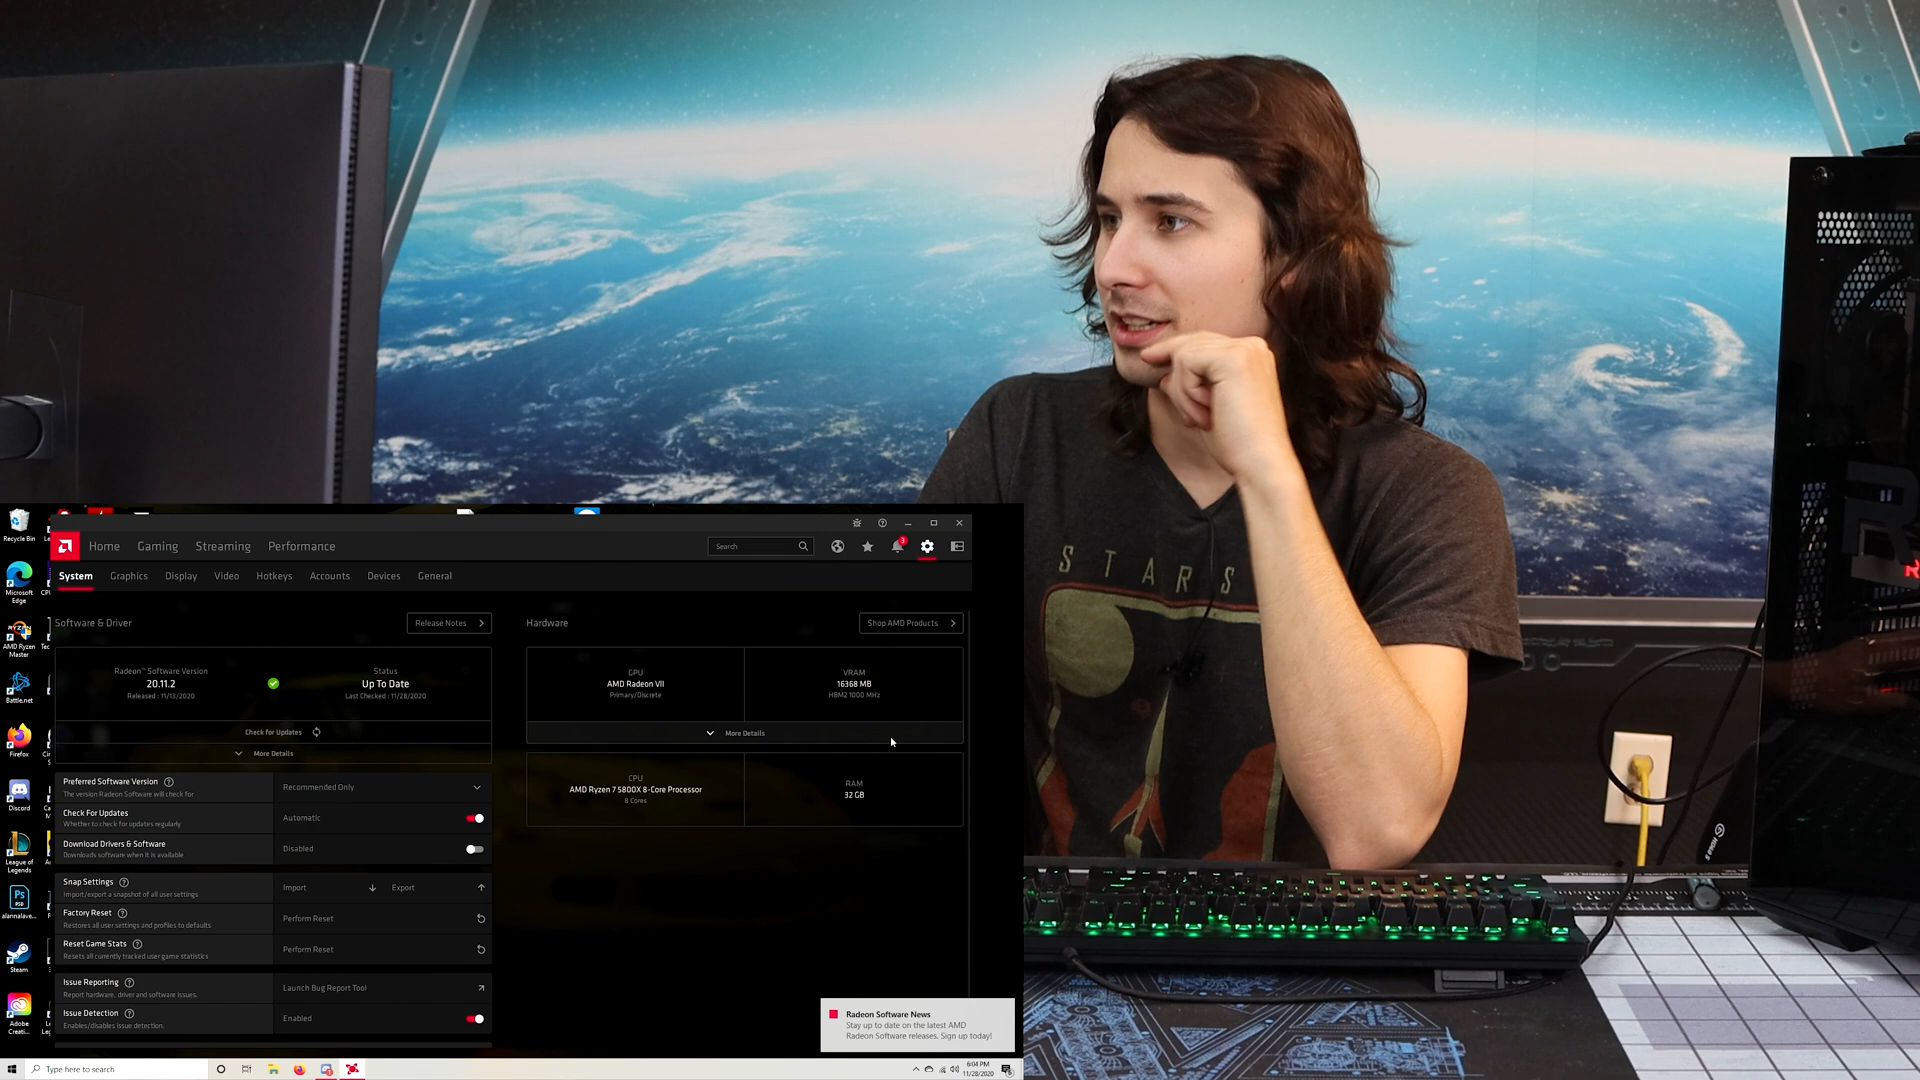 STARS
Recycle Bin
Microsoft Edge
AMD Ryzen Master
Battle.net
Firefox
Discord
League of Legends
alannalave...
Steam
Adobe Creati...
Home Gaming Streaming Performance
Search
3
System Graphics Display Video Hotkeys Accounts Devices General
Software & Driver
Release Notes
Radeon™ Software Version
20.11.2
Released : 11/13/2020
Status
Up To Date
Last Checked : 11/28/2020
Check for Updates
More Details
Preferred Software Version
The version Radeon Software will check for
Recommended Only
Check For Updates
Whether to check for updates regularly
Automatic
Download Drivers & Software
Downloads software when it is available
Disabled
Snap Settings
Import/export a snapshot of all user settings
Import Export
Factory Reset
Restores all user settings and profiles to defaults
Perform Reset
Reset Game Stats
Resets all currently tracked user game statistics
Perform Reset
Issue Reporting
Report hardware, driver and software issues.
Launch Bug Report Tool
Issue Detection
Enables/disables issue detection.
Enabled
Hardware
Shop AMD Products
GPU
AMD Radeon VII
Primary/Discrete
VRAM
16368 MB
HBM2 1000 MHz
More Details
CPU
AMD Ryzen 7 5800X 8-Core Processor
8 Cores
RAM
32 GB
Radeon Software News
Stay up to date on the latest AMD
Radeon Software releases. Sign up today!
Type here to search
6:04 PM
11/28/2020